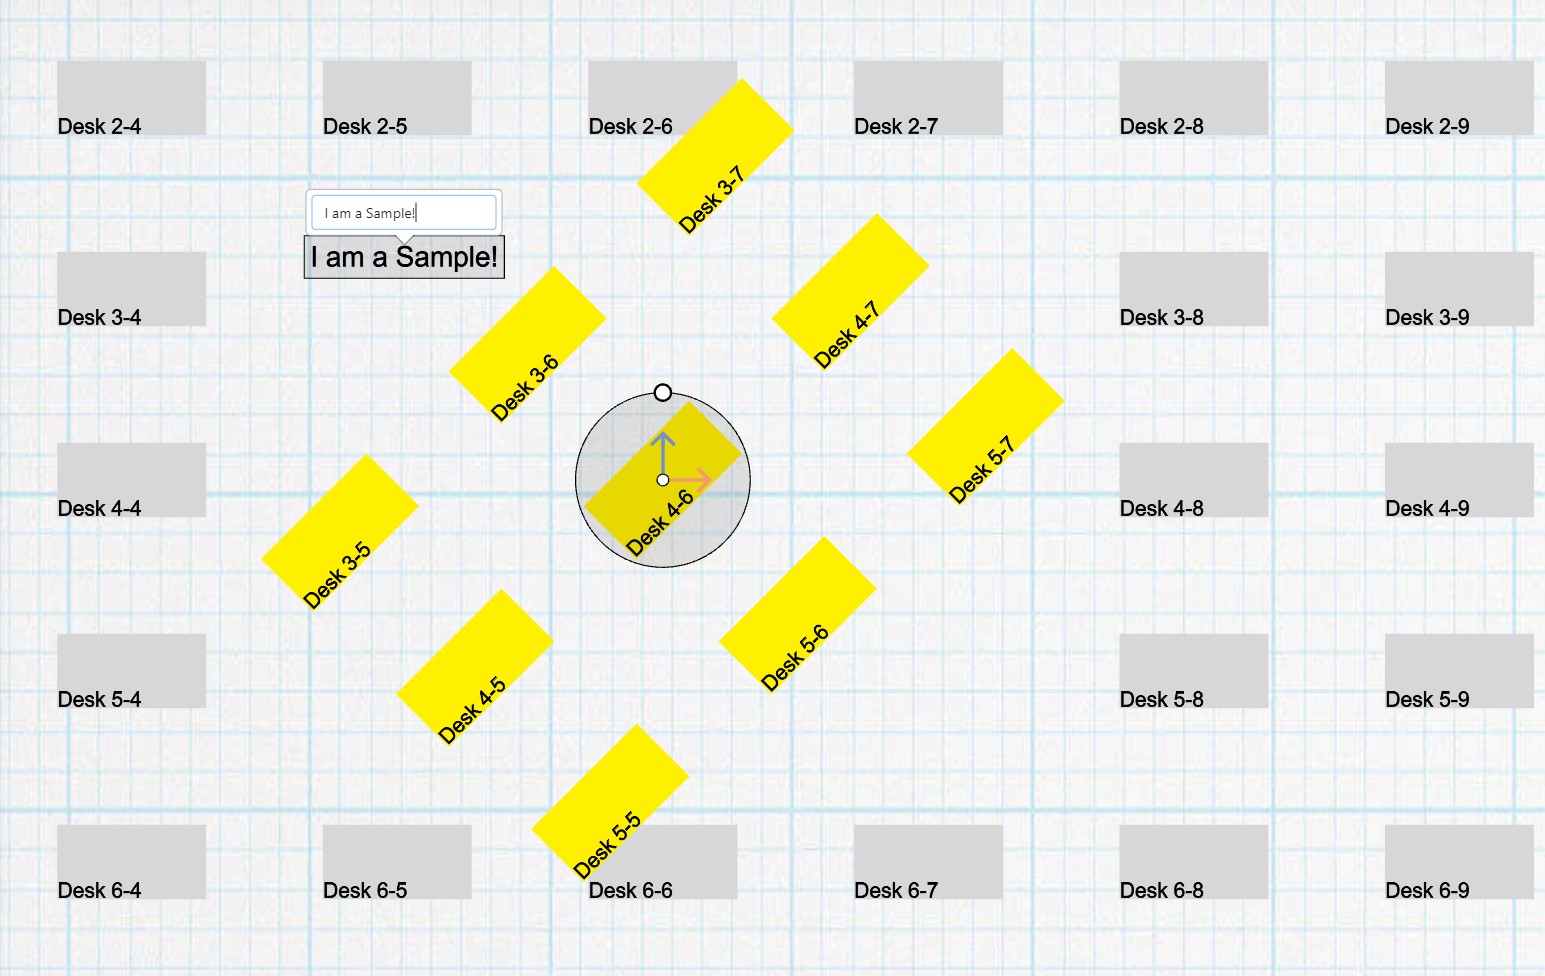 Desk 2-4
Desk 2-5
Desk 2-6
Desk 2-7
Desk 2-8
Desk 2-9
Desk 3-7
I am a Sample!
I am a Sample!
Desk 3-4
Desk 3-6
Desk 4-7
Desk 3-8
Desk 3-9
Desk 4-4
Desk 3-5
Desk 4-6
Desk 5-7
Desk 4-8
Desk 4-9
Desk 5-4
Desk 4-5
Desk 5-6
Desk 5-8
Desk 5-9
Desk 5-5
Desk 6-4
Desk 6-5
Desk 6-6
Desk 6-7
Desk 6-8
Desk 6-9